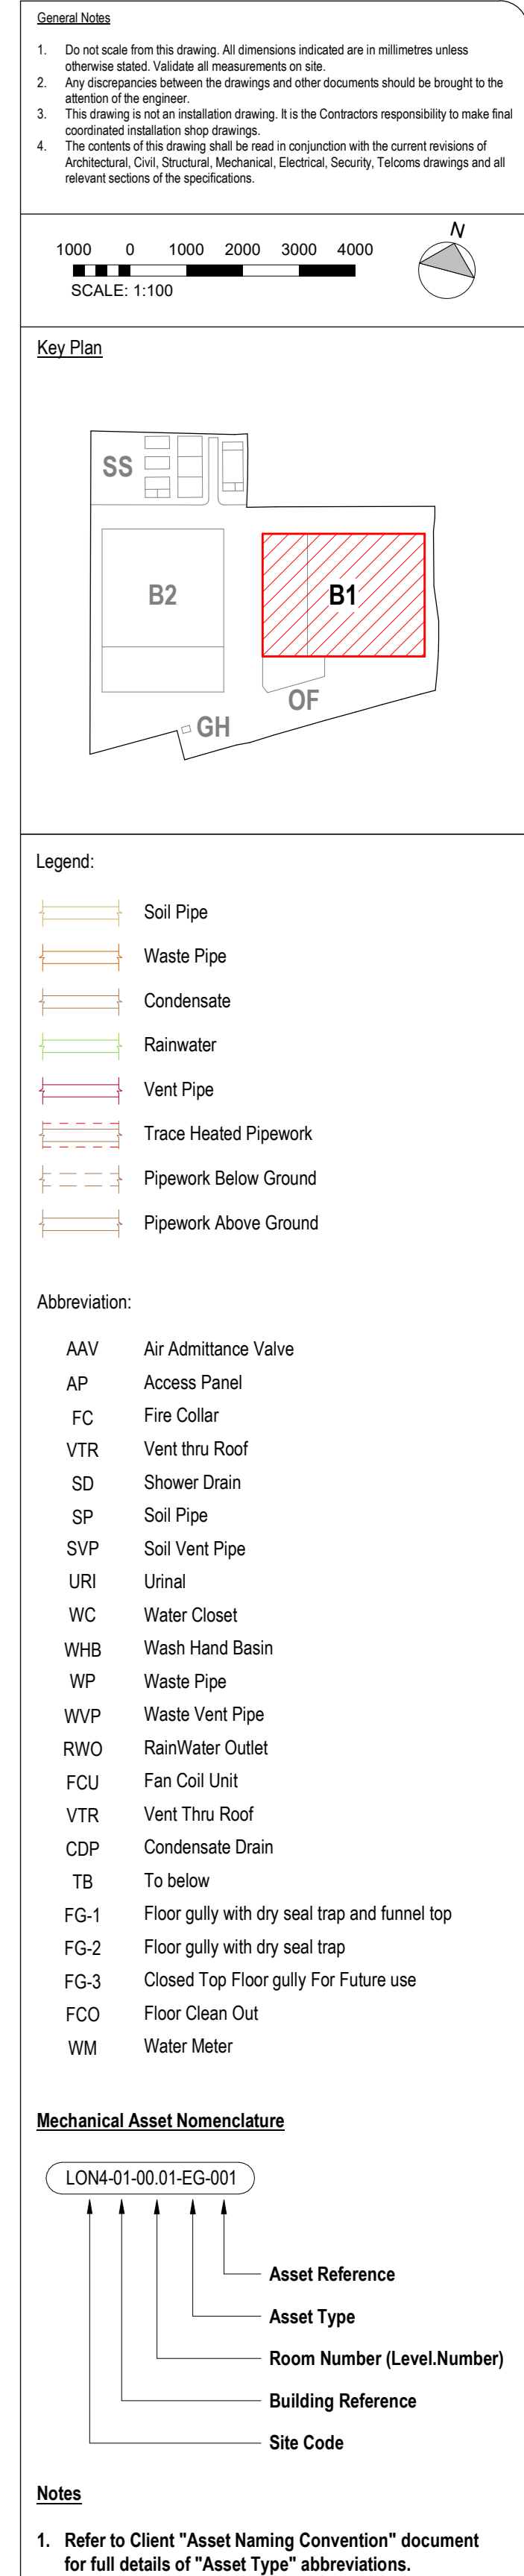 General Notes
1. Do not scale from this drawing. All dimensions indicated are in millimetres unless
otherwise stated. Validate all measurements on site.
2. Any discrepancies between the drawings and other documents should be brought to the
attention of the engineer.
3. This drawing is not an installation drawing. It is the Contractors responsibility to make final
coordinated installation shop drawings.
4. The contents of this drawing shall be read in conjunction with the current revisions of
Architectural, Civil, Structural, Mechanical, Electrical, Security, Telcoms drawings and all
relevant sections of the specifications.
N
1000 0 1000 2000 3000 4000
SCALE: 1:100
Key Plan
SS
B2
B1
OF
GH
Legend:
Soil Pipe
Waste Pipe
Condensate
Rainwater
Vent Pipe
Trace Heated Pipework
Pipework Below Ground
Pipework Above Ground
Abbreviation:
AAV Air Admittance Valve
AP Access Panel
FC Fire Collar
VTR Vent thru Roof
SD Shower Drain
SP Soil Pipe
SVP Soil Vent Pipe
URI Urinal
WC Water Closet
WHB Wash Hand Basin
WP Waste Pipe
WVP Waste Vent Pipe
RWO RainWater Outlet
FCU Fan Coil Unit
VTR Vent Thru Roof
CDP Condensate Drain
TB To below
FG-1 Floor gully with dry seal trap and funnel top
FG-2 Floor gully with dry seal trap
FG-3 Closed Top Floor gully For Future use
FCO Floor Clean Out
WM Water Meter
Mechanical Asset Nomenclature
LON4-01-00.01-EG-001
Asset Reference
Asset Type
Room Number (Level.Number)
Building Reference
Site Code
Notes
1. Refer to Client "Asset Naming Convention" document
for full details of "Asset Type" abbreviations.